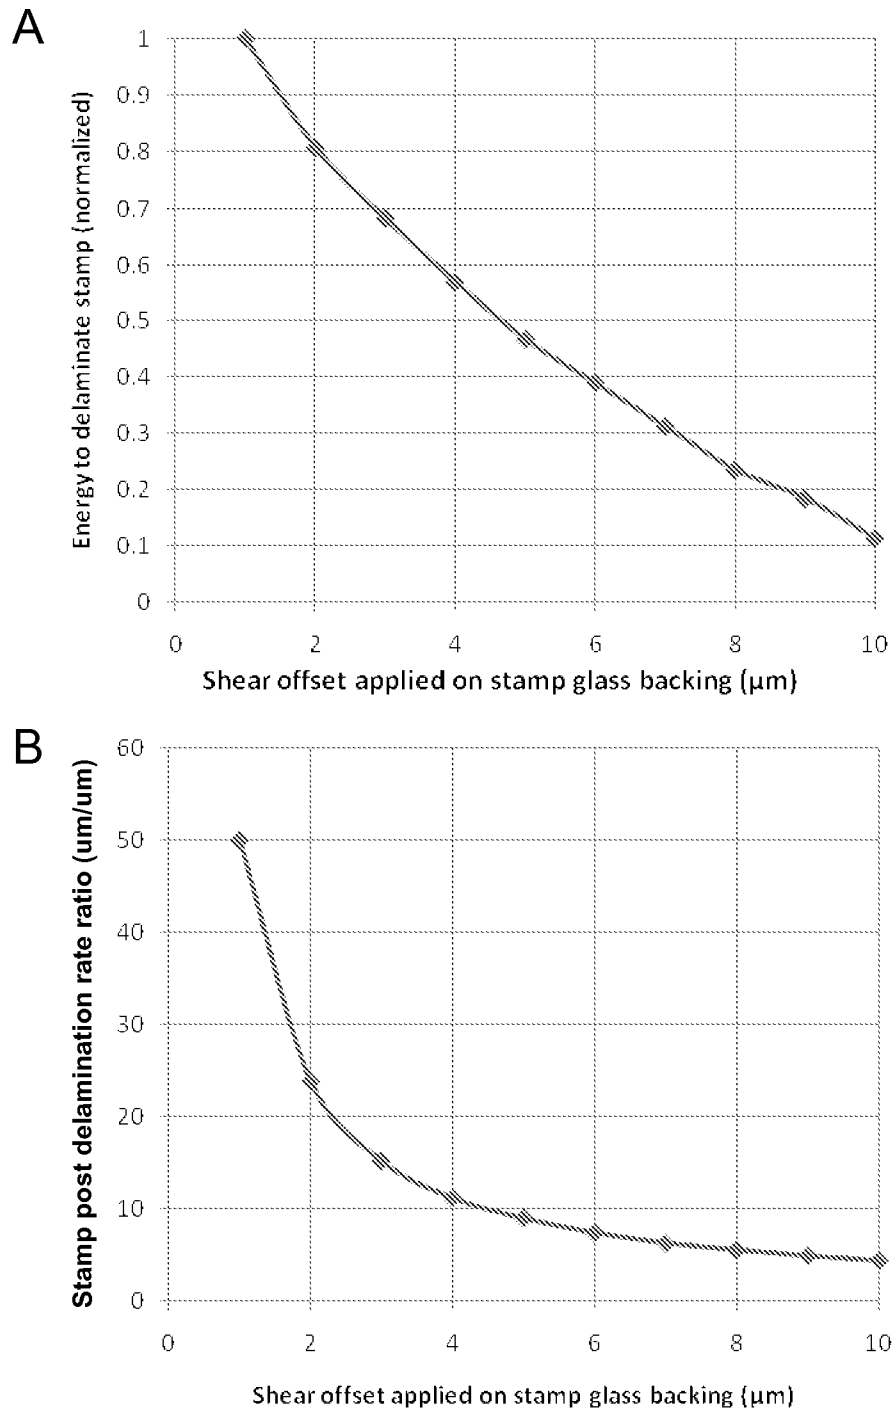 A
Energy to delaminate stamp (normalized)
1
0.9
0.8
0.7
0.6
0.5
0.4
0.3
0.2
0.1
0
0 2 4 6 8 10
Shear offset applied on stamp glass backing (µm)
B
Stamp post delamination rate ratio (um/um)
60
50
40
30
20
10
0
0 2 4 6 8 10
Shear offset applied on stamp glass backing (µm)